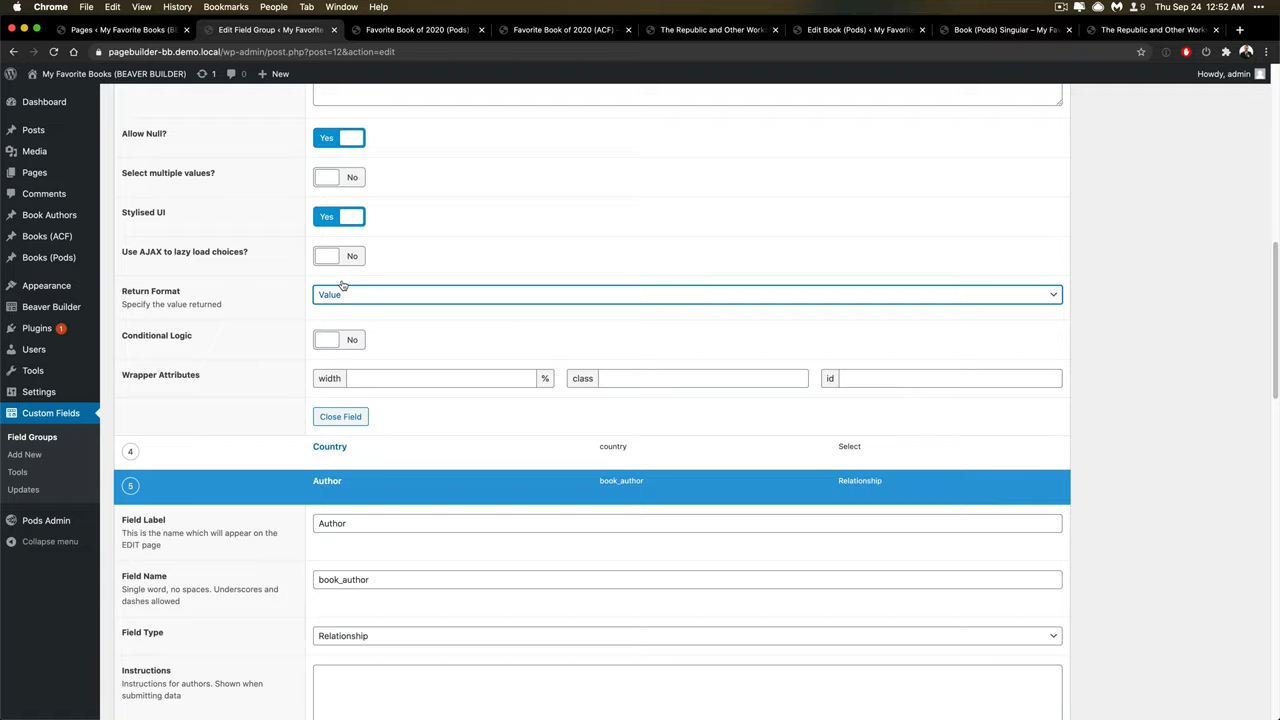 Chrome File Edit View History Bookmarks People Tab Window Help 9 Thu Sep 24 12:52 AM
Pages < My Favorite Books (BE Edit Field Group < My Favorite Favorite Book of 2020 (Pods) Favorite Book of 2020 (ACF) – The Republic and Other Works Edit Book (Pods) < My Favorite Book (Pods) Singular – My Fav The Republic and Other Works
pagebuilder-bb.demo.local/wp-admin/post.php?post=12&action=edit
My Favorite Books (BEAVER BUILDER) 1 0 New Howdy, admin
Dashboard
Posts
Media
Pages
Comments
Book Authors
Books (ACF)
Books (Pods)
Appearance
Beaver Builder
Plugins 1
Users
Tools
Settings
Custom Fields
Field Groups
Add New
Tools
Updates
Pods Admin
Collapse menu
Allow Null?
Yes
Select multiple values?
No
Stylised UI
Yes
Use AJAX to lazy load choices?
No
Return Format
Specify the value returned
Value
Conditional Logic
No
Wrapper Attributes
width % class id
Close Field
4 Country country Select
5 Author book_author Relationship
Field Label
This is the name which will appear on the
EDIT page
Author
Field Name
Single word, no spaces. Underscores and
dashes allowed
book_author
Field Type
Relationship
Instructions
Instructions for authors. Shown when
submitting data